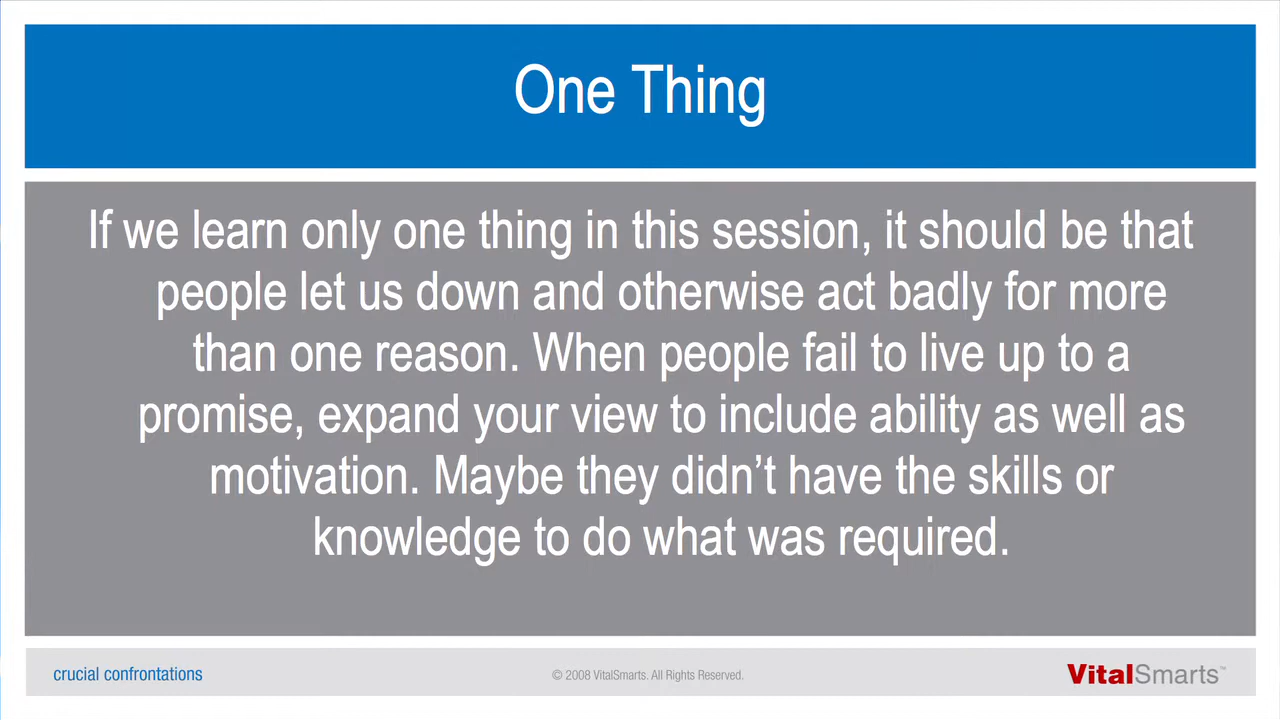 One Thing
If we learn only one thing in this session, it should be that
people let us down and otherwise act badly for more
than one reason. When people fail to live up to a
promise, expand your view to include ability as well as
motivation. Maybe they didn’t have the skills or
knowledge to do what was required.
crucial confrontations
© 2008 VitalSmarts. All Rights Reserved.
VitalSmarts™